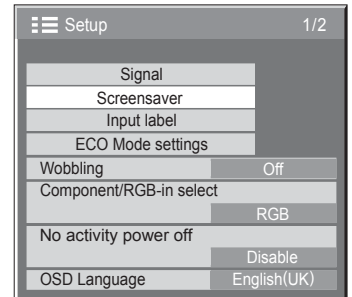 Setup 1/2
Signal
Screensaver
Input label
ECO Mode settings
Wobbling Off
Component/RGB-in select
RGB
No activity power off
Disable
OSD Language English(UK)